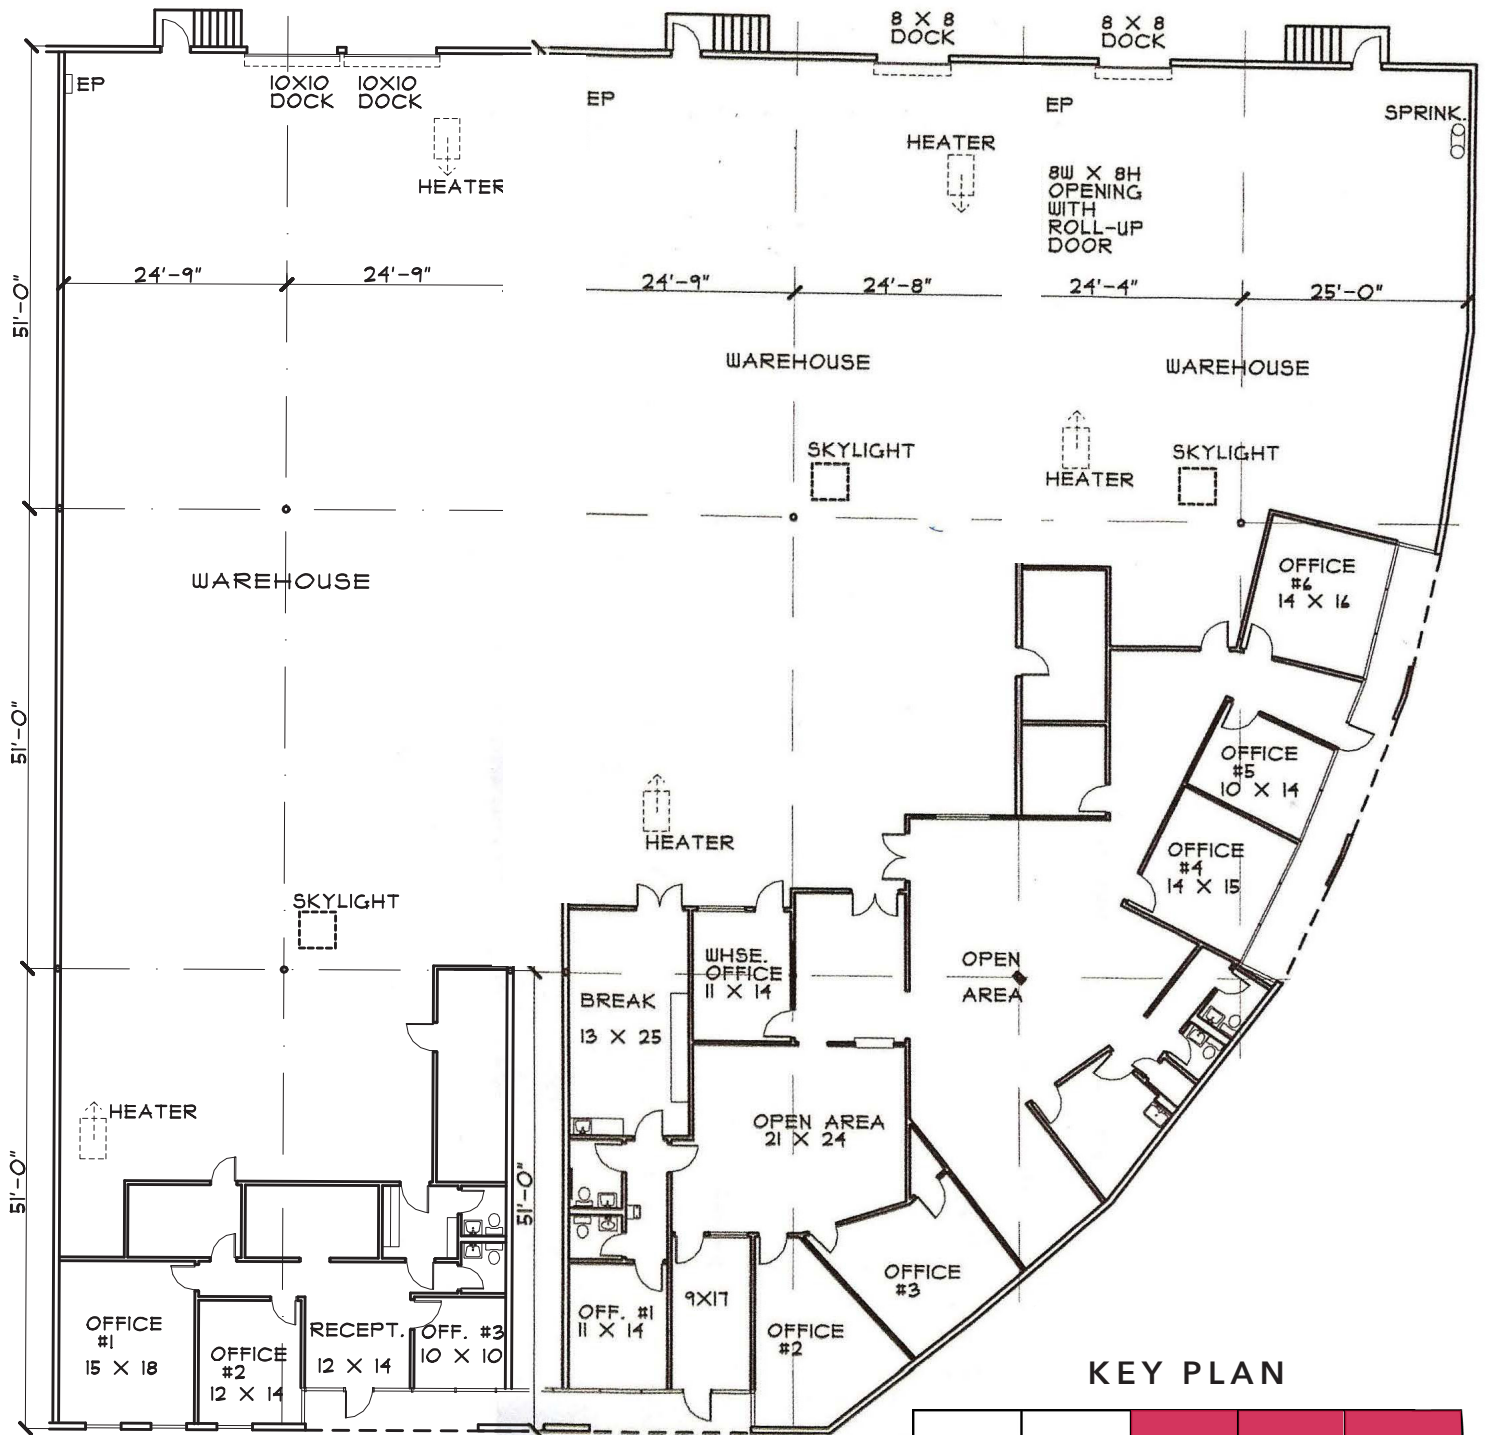 8 X 8
DOCK
8 X 8
DOCK
EP
10X10
DOCK
10X10
DOCK
EP
EP
SPRINK.
HEATER
HEATER
8W X 8H
OPENING
WITH
ROLL-UP
DOOR
24'-9"
24'-9"
24'-9"
24'-8"
24'-4"
25'-0"
51'-0"
WAREHOUSE
WAREHOUSE
SKYLIGHT
SKYLIGHT
HEATER
WAREHOUSE
OFFICE
#6
14 X 16
51'-0"
OFFICE
#5
10 X 14
HEATER
OFFICE
#4
14 X 15
SKYLIGHT
WHSE.
OFFICE
11 X 14
OPEN
AREA
BREAK
13 X 25
HEATER
OPEN AREA
21 X 24
51'-0"
51'-0"
OFFICE
#3
OFFICE
#1
15 X 18
OFFICE
#2
12 X 14
RECEPT.
12 X 14
OFF. #3
10 X 10
OFF. #1
11 X 14
9X17
OFFICE
#2
KEY PLAN